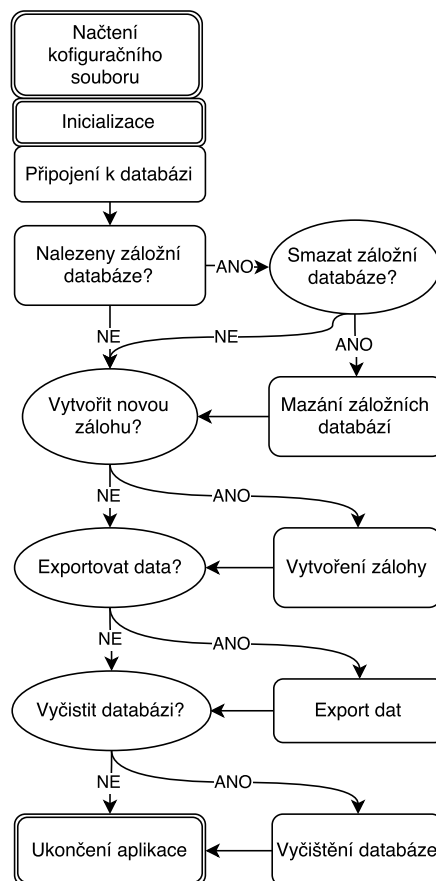 Načtení
kofiguračního
souboru
Inicializace
Připojení k databázi
Nalezeny záložní
databáze?
ANO
Smazat záložní
databáze?
NE
NE
ANO
Vytvořit novou
zálohu?
Mazání záložních
databází
NE
ANO
Exportovat data?
Vytvoření zálohy
NE
ANO
Vyčistit databázi?
Export dat
NE
ANO
Ukončení aplikace
Vyčištění databáze